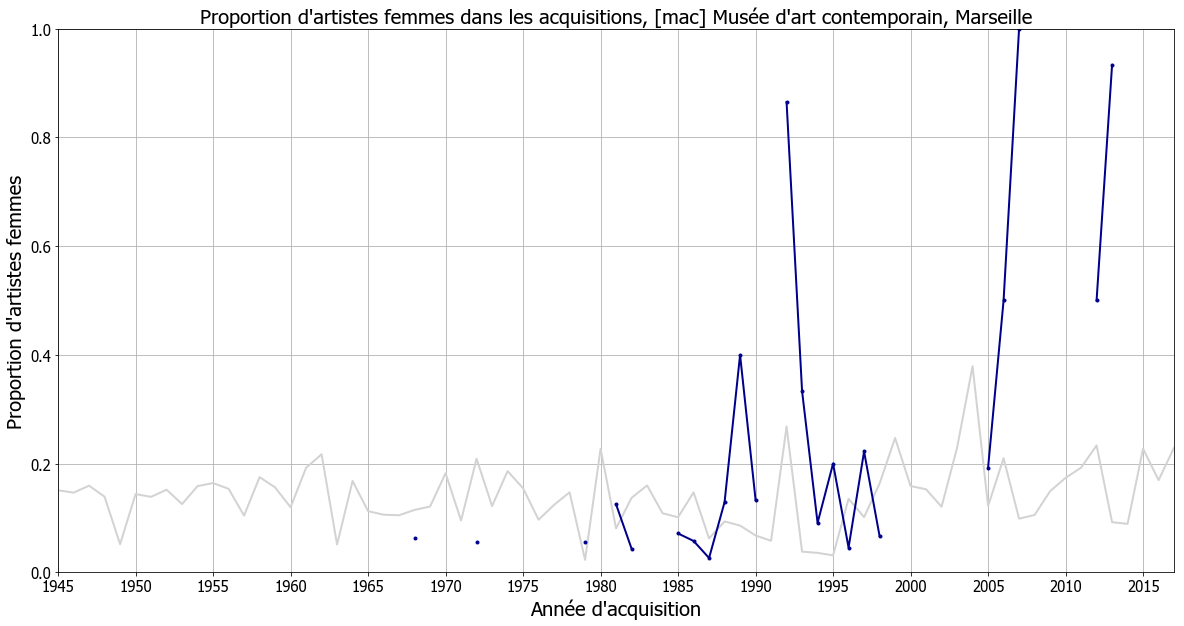 Proportion d'artistes femmes dans les acquisitions, [mac] Musée d'art contemporain, Marseille
Proportion d'artistes femmes
1.0
0.8
0.6
0.4
0.2
0.0
1945 1950 1955 1960 1965 1970 1975 1980 1985 1990 1995 2000 2005 2010 2015
Année d'acquisition